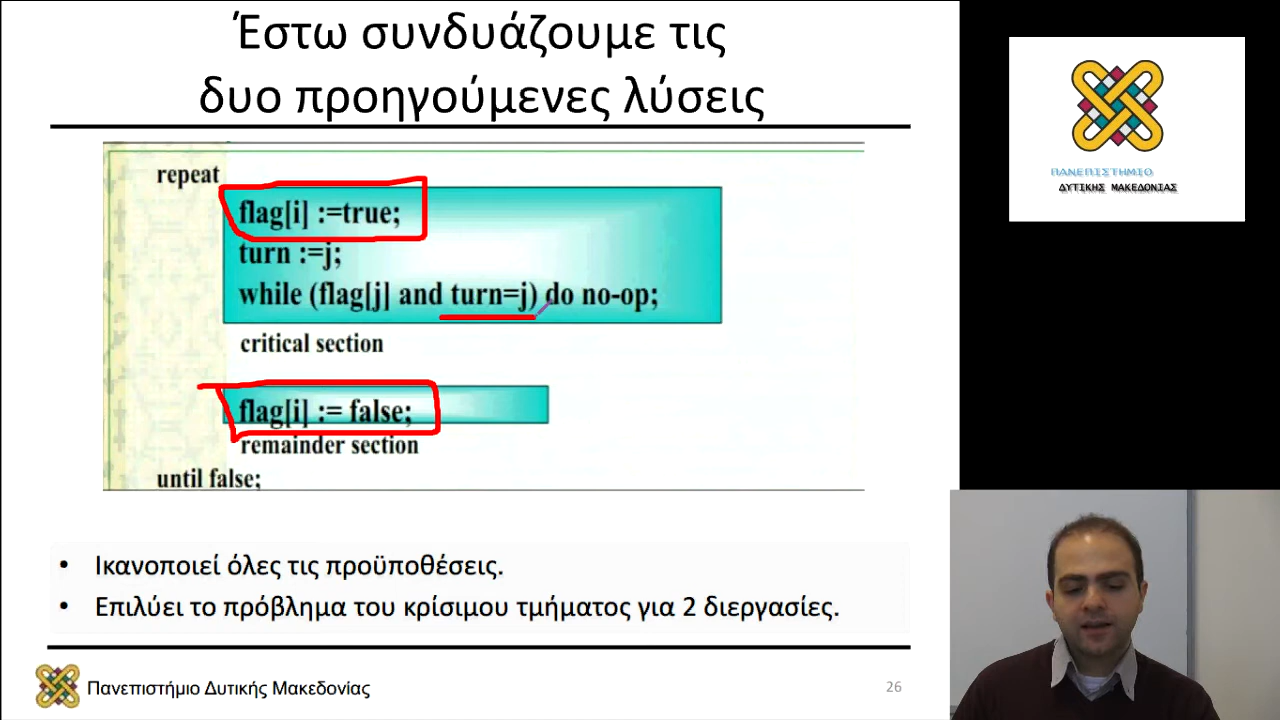 Έστω συνδυάζουμε τις
δυο προηγούμενες λύσεις
repeat
flag[i] :=true;
turn :=j;
while (flag[j] and turn=j) do no-op;
critical section
flag[i] := false;
remainder section
until false;
• Ικανοποιεί όλες τις προϋποθέσεις.
• Επιλύει το πρόβλημα του κρίσιμου τμήματος για 2 διεργασίες.
Πανεπιστήμιο Δυτικής Μακεδονίας
26
ΠΑΝΕΠΙΣΤΗΜΙΟ
ΔΥΤΙΚΗΣ ΜΑΚΕΔΟΝΙΑΣ